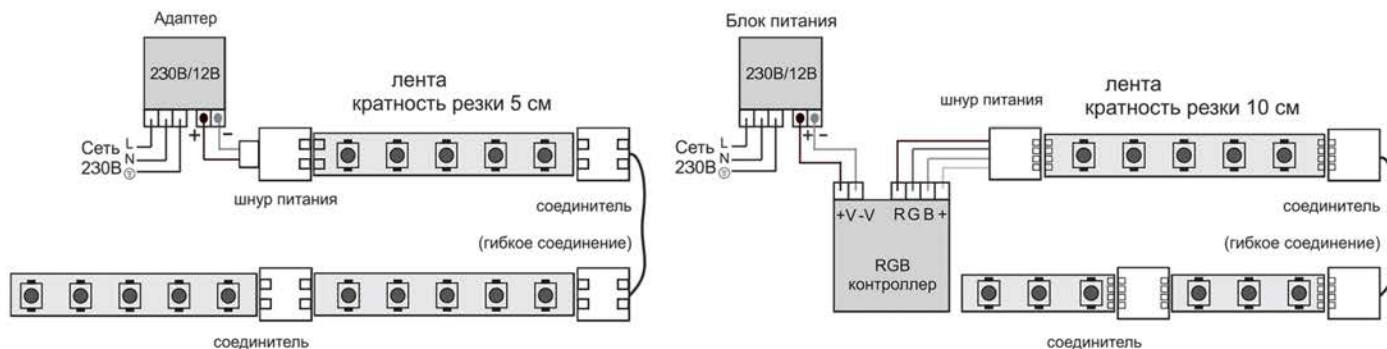 Адаптер
230В/12В
лента
кратность резки 5 см
+ −
Сеть L
N
230В
шнур питания
соединитель
(гибкое соединение)
соединитель
Блок питания
230В/12В
лента
шнур питания
кратность резки 10 см
+ −
Сеть L
N
230В
+V -V R G B +
соединитель
(гибкое соединение)
RGB
контроллер
соединитель